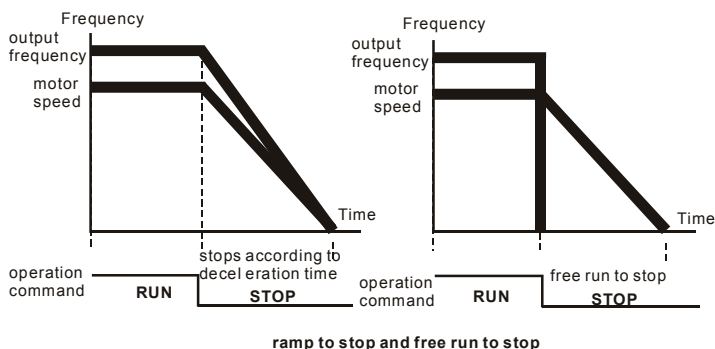 Frequency
output
frequency
motor
speed
Time
stops according to
decel eration time
operation
command
RUN
STOP
Frequency
output
frequency
motor
speed
Time
free run to stop
operation
command
RUN
STOP
ramp to stop and free run to stop